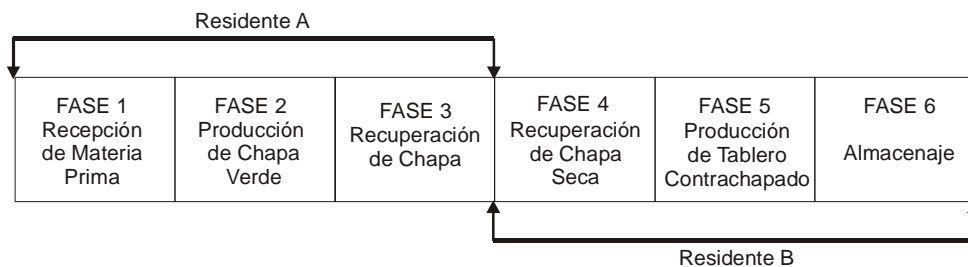 Residente A
FASE 1
Recepción
de Materia
Prima
FASE 2
Producción
de Chapa
Verde
FASE 3
Recuperación
de Chapa
FASE 4
Recuperación
de Chapa
Seca
FASE 5
Producción
de Tablero
Contrachapado
FASE 6
Almacenaje
Residente B